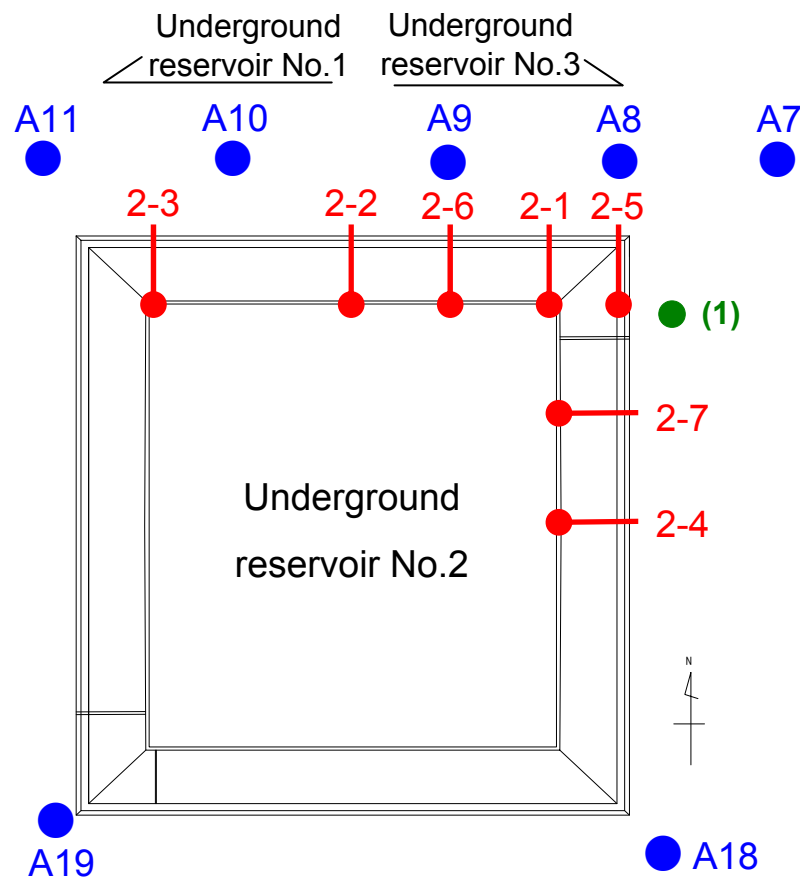 Underground
reservoir No.1
Underground
reservoir No.3
A11
A10
A9
A8
A7
2-3
2-2
2-6
2-1
2-5
(1)
2-7
2-4
Underground
reservoir No.2
N
A19
A18